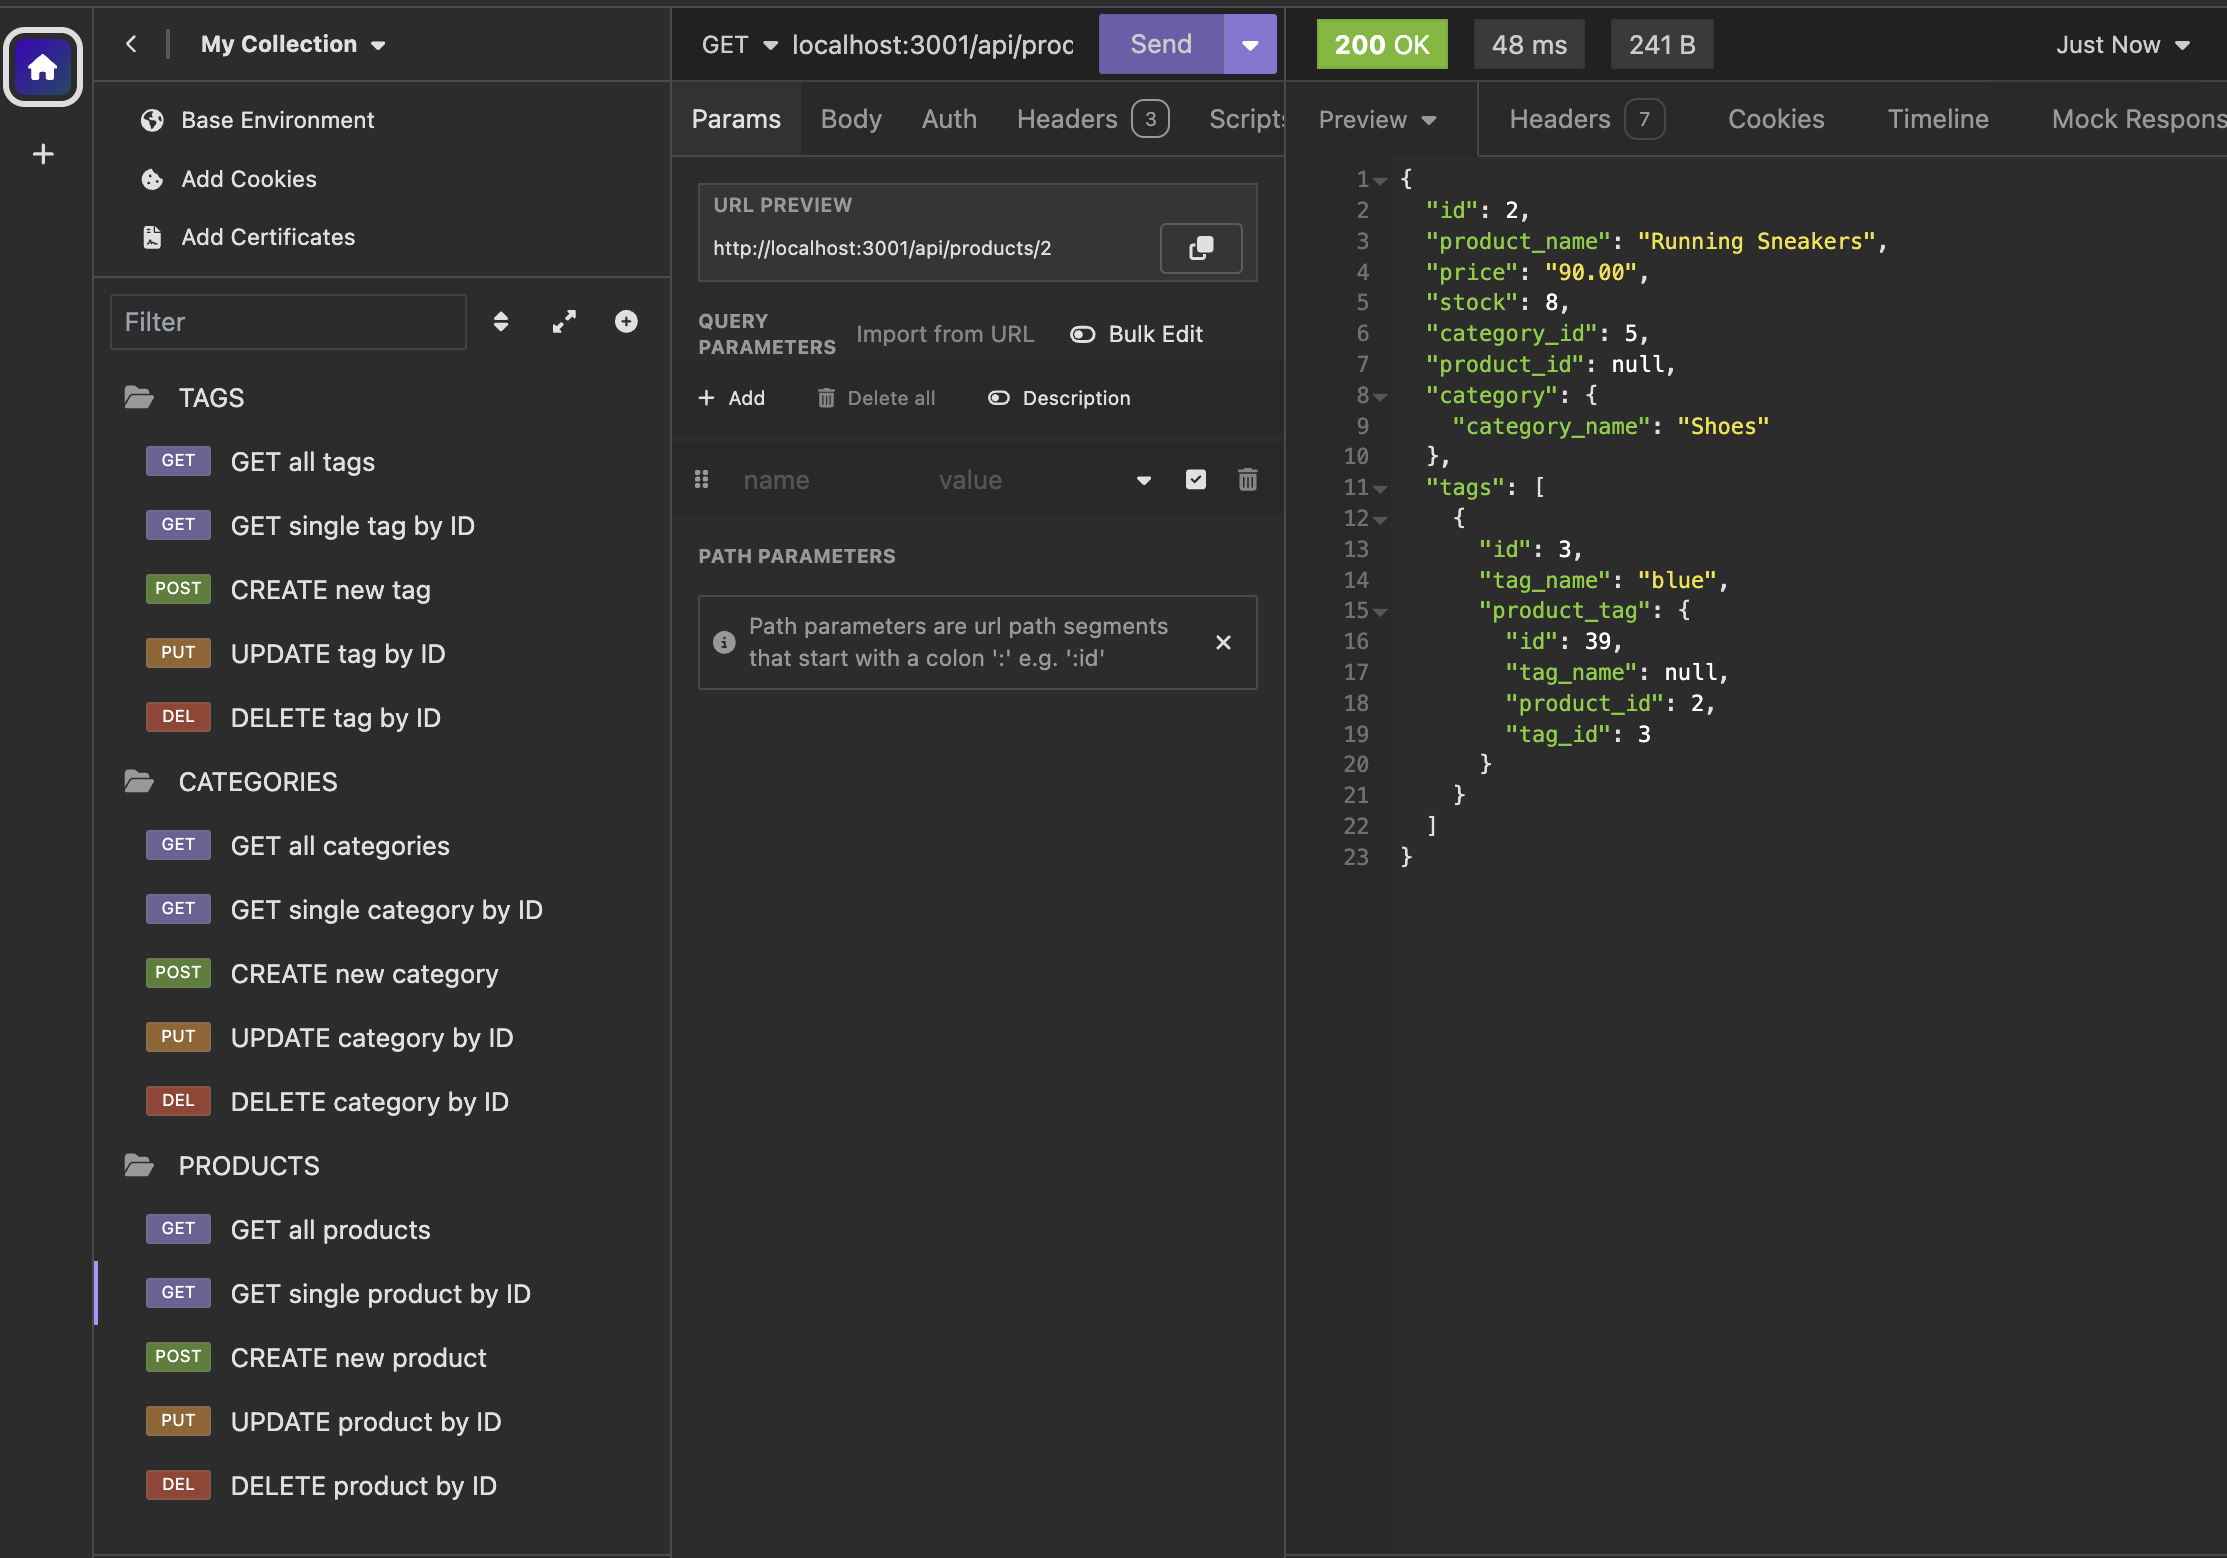 My Collection
Base Environment
Add Cookies
Add Certificates
Filter
TAGS
GET GET all tags
GET GET single tag by ID
POST CREATE new tag
PUT UPDATE tag by ID
DEL DELETE tag by ID
CATEGORIES
GET GET all categories
GET GET single category by ID
POST CREATE new category
PUT UPDATE category by ID
DEL DELETE category by ID
PRODUCTS
GET GET all products
GET GET single product by ID
POST CREATE new product
PUT UPDATE product by ID
DEL DELETE product by ID
GET localhost:3001/api/proc Send
Params Body Auth Headers 3 Scripts
URL PREVIEW
http://localhost:3001/api/products/2
QUERY
PARAMETERS
Import from URL Bulk Edit
+ Add Delete all Description
name value
PATH PARAMETERS
Path parameters are url path segments
that start with a colon ':' e.g. ':id'
200 OK 48 ms 241 B Just Now
Preview Headers 7 Cookies Timeline Mock Respons
1 {
2 "id": 2,
3 "product_name": "Running Sneakers",
4 "price": "90.00",
5 "stock": 8,
6 "category_id": 5,
7 "product_id": null,
8 "category": {
9 "category_name": "Shoes"
10 },
11 "tags": [
12 {
13 "id": 3,
14 "tag_name": "blue",
15 "product_tag": {
16 "id": 39,
17 "tag_name": null,
18 "product_id": 2,
19 "tag_id": 3
20 }
21 }
22 ]
23 }